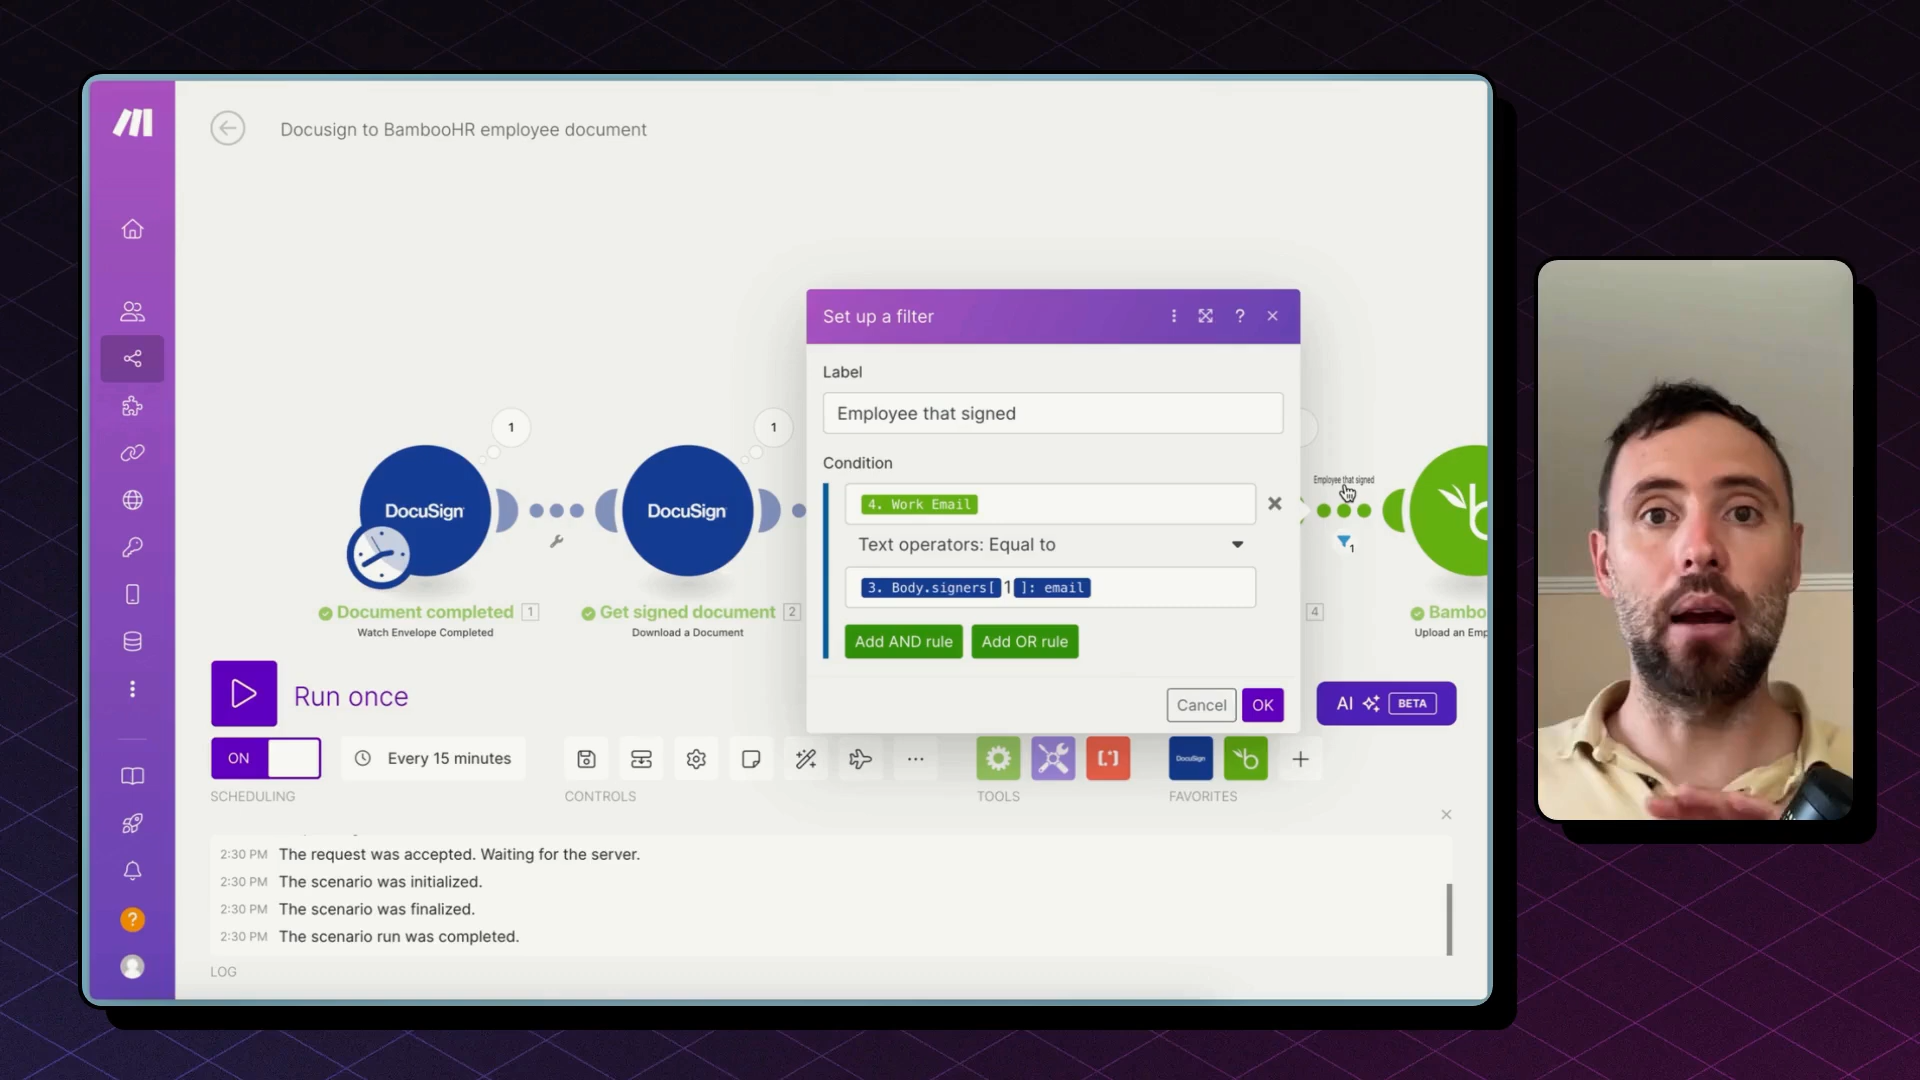 Docusign to BambooHR employee document
Set up a filter
?
Label
Employee that signed
Condition
4. Work Email
Text operators: Equal to
3. Body.signers[ 1 ]: email
Add AND rule
Add OR rule
Cancel
OK
1
1
DocuSign
DocuSign
Employee that signed
1
b
Document completed 1
Watch Envelope Completed
Get signed document 2
Download a Document
4
Bambo
Upload an Emp
Run once
AI BETA
ON
Every 15 minutes
DocuSign
b
SCHEDULING
CONTROLS
TOOLS
FAVORITES
2:30 PM The request was accepted. Waiting for the server.
2:30 PM The scenario was initialized.
2:30 PM The scenario was finalized.
2:30 PM The scenario run was completed.
LOG
?